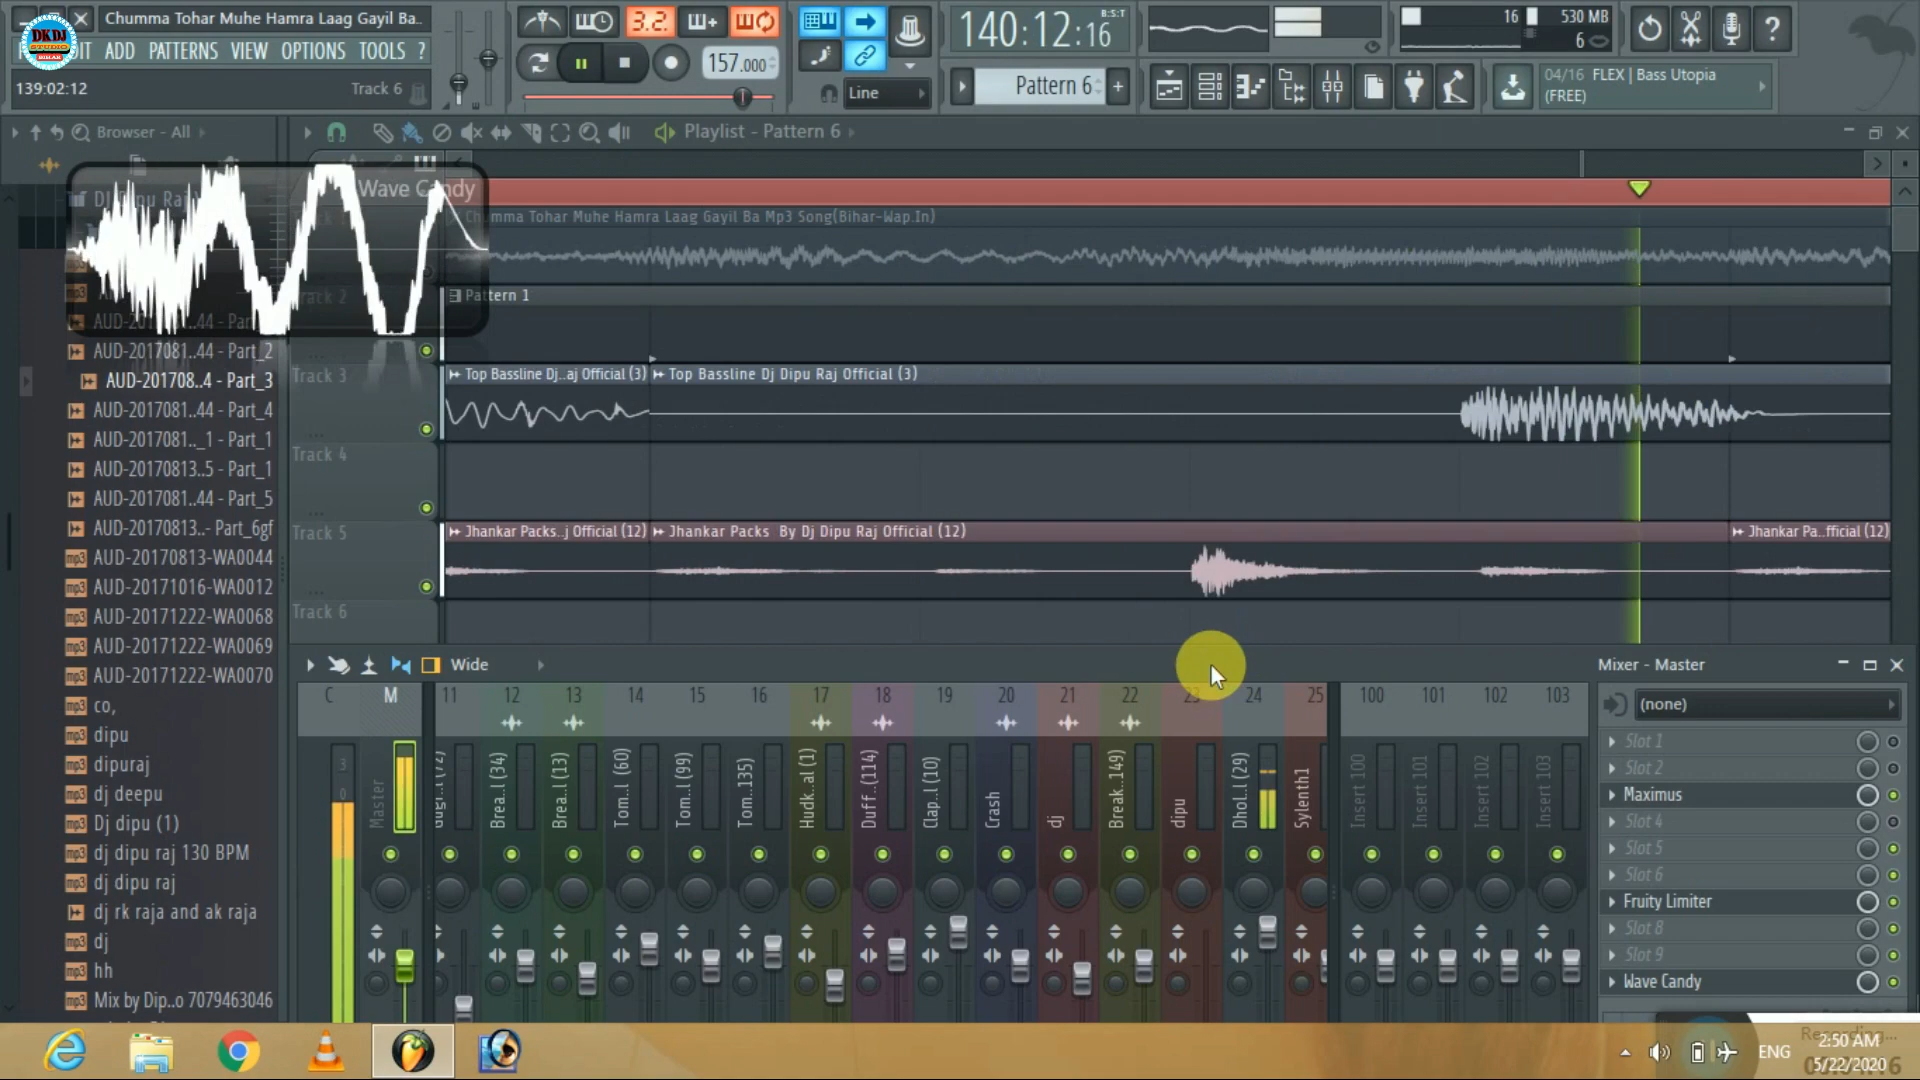 DKDJ
STUDIO
BIHAR
Chumma Tohar Muhe Hamra Laag Gayil Ba..
ADD PATTERNS VIEW OPTIONS TOOLS ?
139:02:12
Track 6
3.2.
157.000
Line
140:12:16
B:S:T
Pattern 6
16
530 MB
6
04/16 FLEX | Bass Utopia
(FREE)
Browser - All
Playlist - Pattern 6
Wave Candy
Chumma Tohar Muhe Hamra Laag Gayil Ba Mp3 Song(Bihar-Wap.In)
Pattern 1
Track 3
Top Bassline Dj..aj Official (3)
Top Bassline Dj Dipu Raj Official (3)
Track 4
Track 5
Jhankar Packs..j Official (12)
Jhankar Packs By Dj Dipu Raj Official (12)
Jhankar Pa..fficial (12)
Track 6
AUD-2017081..44 - Part_2
AUD-201708..4 - Part_3
AUD-2017081..44 - Part_4
AUD-2017081.._1 - Part_1
AUD-20170813..5 - Part_1
AUD-2017081..44 - Part_5
AUD-20170813..- Part_6gf
AUD-20170813-WA0044
AUD-20171016-WA0012
AUD-20171222-WA0068
AUD-20171222-WA0069
AUD-20171222-WA0070
co,
dipu
dipuraj
dj deepu
Dj dipu (1)
dj dipu raj 130 BPM
dj dipu raj
dj rk raja and ak raja
dj
hh
Mix by Dip..o 7079463046
Wide
Mixer - Master
C M 11 12 13 14 15 16 17 18 19 20 21 22 23 24 25 100 101 102 103
Master
Brea..l (34)
Brea..l (13)
Tom..l (60)
Tom..l (99)
Tom..135)
Hudk..al (1)
Duff..(114)
Clap..l (10)
Crash
dj
Break..149)
dipu
Dhol..l (29)
Sylenth1
Insert 100
Insert 101
Insert 102
Insert 103
(none)
Slot 1
Slot 2
Maximus
Slot 4
Slot 5
Slot 6
Fruity Limiter
Slot 8
Slot 9
Wave Candy
ENG
2:50 AM
5/22/2020